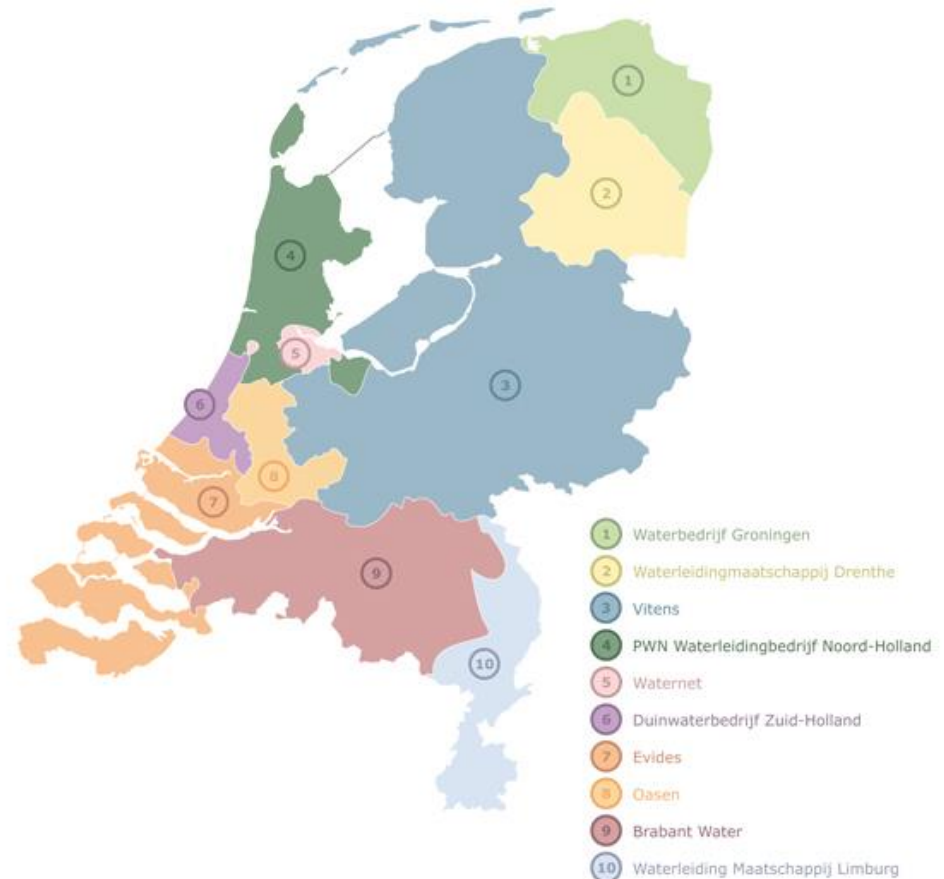 1
2
3
4
5
6
7
8
9
10
1 Waterbedrijf Groningen
2 Waterleidingmaatschappij Drenthe
3 Vitens
4 PWN Waterleidingbedrijf Noord-Holland
5 Waternet
6 Duinwaterbedrijf Zuid-Holland
7 Evides
8 Oasen
9 Brabant Water
10 Waterleiding Maatschappij Limburg